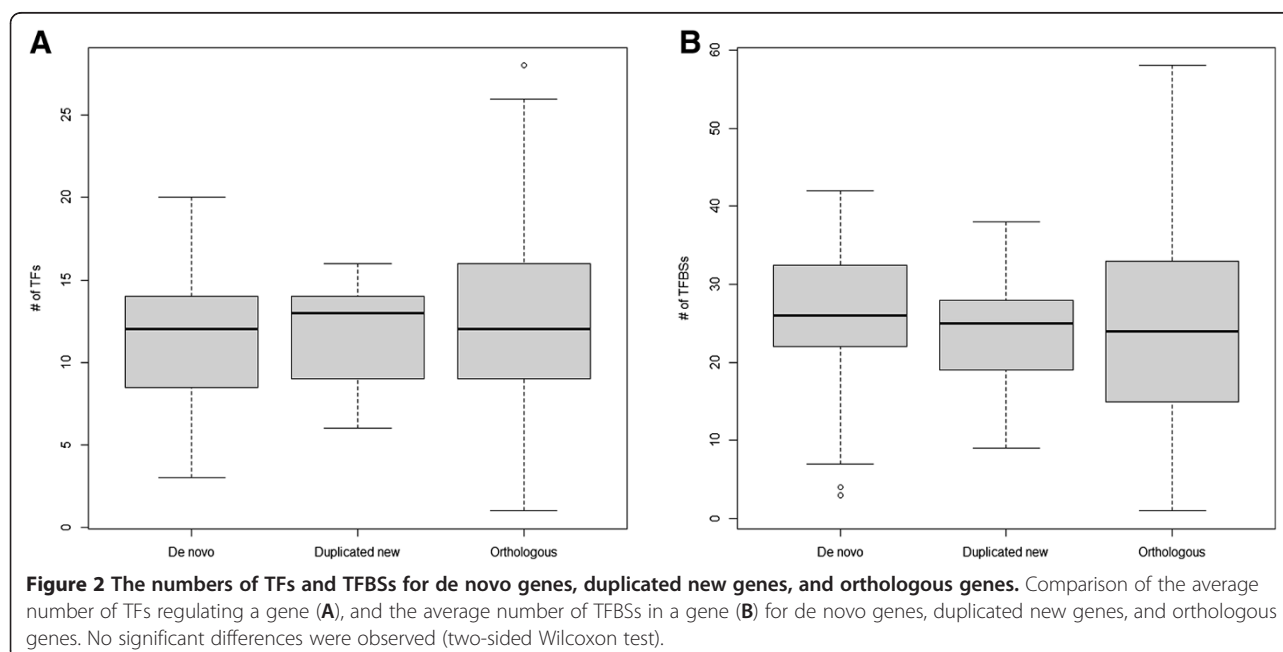 A
B
# of TFs
0
5
10
15
20
25
De novo
Duplicated new
Orthologous
# of TFBSs
0
10
20
30
40
50
60
De novo
Duplicated new
Orthologous
Figure 2 The numbers of TFs and TFBSs for de novo genes, duplicated new genes, and orthologous genes. Comparison of the average
number of TFs regulating a gene (A), and the average number of TFBSs in a gene (B) for de novo genes, duplicated new genes, and orthologous
genes. No significant differences were observed (two-sided Wilcoxon test).